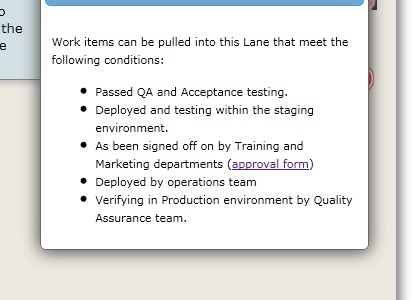 the
Work items can be pulled into this Lane that meet the
following conditions:
Passed QA and Acceptance testing.
Deployed and testing within the staging
environment.
As been signed off on by Training and
Marketing departments (approval form)
Deployed by operations team
Verifying in Production environment by Quality
Assurance team.